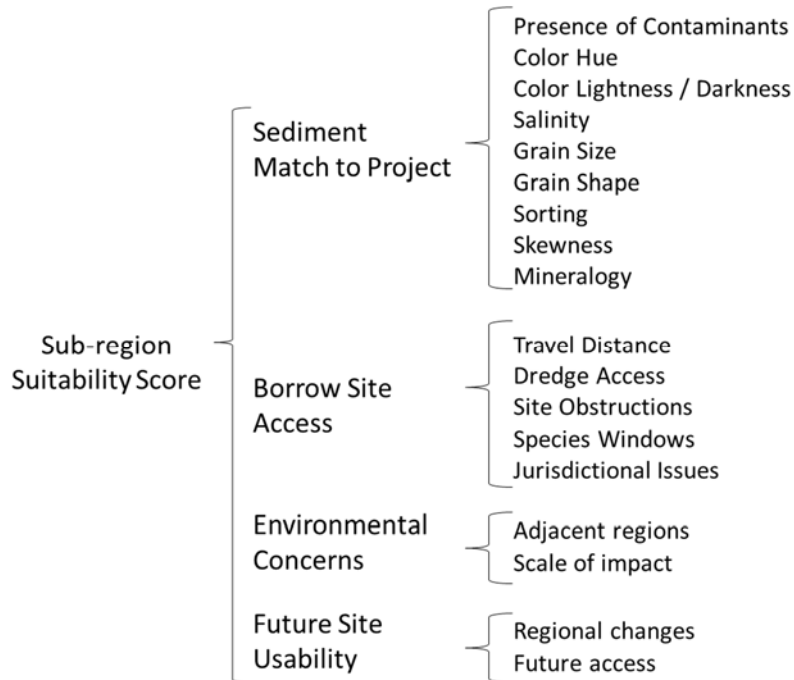 Sub-region
Suitability Score
Sediment
Match to Project
Presence of Contaminants
Color Hue
Color Lightness / Darkness
Salinity
Grain Size
Grain Shape
Sorting
Skewness
Mineralogy
Borrow Site
Access
Travel Distance
Dredge Access
Site Obstructions
Species Windows
Jurisdictional Issues
Environmental
Concerns
Adjacent regions
Scale of impact
Future Site
Usability
Regional changes
Future access